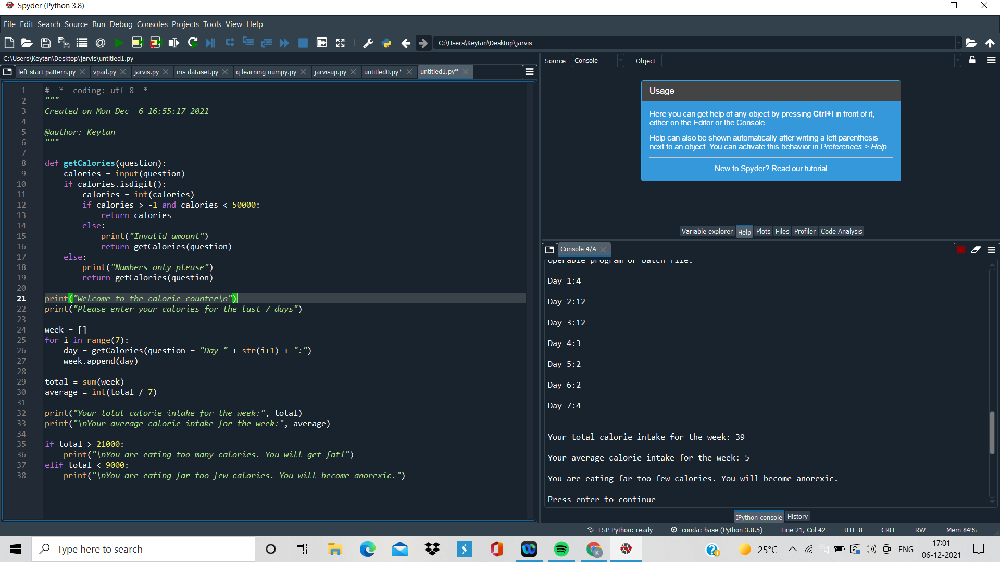 Spyder (Python 3.8)
File Edit Search Source Run Debug Consoles Projects Tools View Help
C:\Users\Keytan\Desktop\jarvis
C:\Users\Keytan\Desktop\jarvis\untitled1.py
left start pattern.py vpad.py jarvis.py iris dataset.py q learning numpy.py jarvisup.py untitled0.py* untitled1.py*
1 # -*- coding: utf-8 -*-
2 """
3 Created on Mon Dec  6 16:55:17 2021
4
5 @author: Keytan
6 """
7
8 def getCalories(question):
9     calories = input(question)
10     if calories.isdigit():
11         calories = int(calories)
12         if calories > -1 and calories < 50000:
13             return calories
14         else:
15             print("Invalid amount")
16             return getCalories(question)
17     else:
18         print("Numbers only please")
19         return getCalories(question)
20
21 print("Welcome to the calorie counter\n")
22 print("Please enter your calories for the last 7 days")
23
24 week = []
25 for i in range(7):
26     day = getCalories(question = "Day " + str(i+1) + ":")
27     week.append(day)
28
29 total = sum(week)
30 average = int(total / 7)
31
32 print("Your total calorie intake for the week:", total)
33 print("\nYour average calorie intake for the week:", average)
34
35 if total > 21000:
36     print("\nYou are eating too many calories. You will get fat!")
37 elif total < 9000:
38     print("\nYou are eating far too few calories. You will become anorexic.")
Source Console Object
Usage
Here you can get help of any object by pressing Ctrl+I in front of it,
either on the Editor or the Console.
Help can also be shown automatically after writing a left parenthesis
next to an object. You can activate this behavior in Preferences > Help.
New to Spyder? Read our tutorial
Variable explorer Help Plots Files Profiler Code Analysis
Console 4/A
operable program or batch file.
Day 1:4
Day 2:12
Day 3:12
Day 4:3
Day 5:2
Day 6:2
Day 7:4
Your total calorie intake for the week: 39
Your average calorie intake for the week: 5
You are eating far too few calories. You will become anorexic.
Press enter to continue
IPython console History
LSP Python: ready conda: base (Python 3.8.5) Line 21, Col 42 UTF-8 CRLF RW Mem 84%
Type here to search
25°C ENG
17:01
06-12-2021